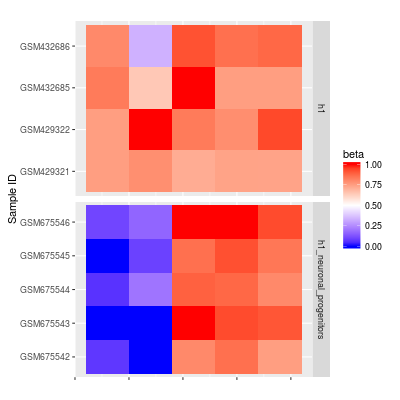 GSM432686
GSM432685
GSM429322
GSM429321
h1
GSM675546
GSM675545
GSM675544
GSM675543
GSM675542
h1_neuronal_progenitors
Sample ID
beta
1.00
0.75
0.50
0.25
0.00